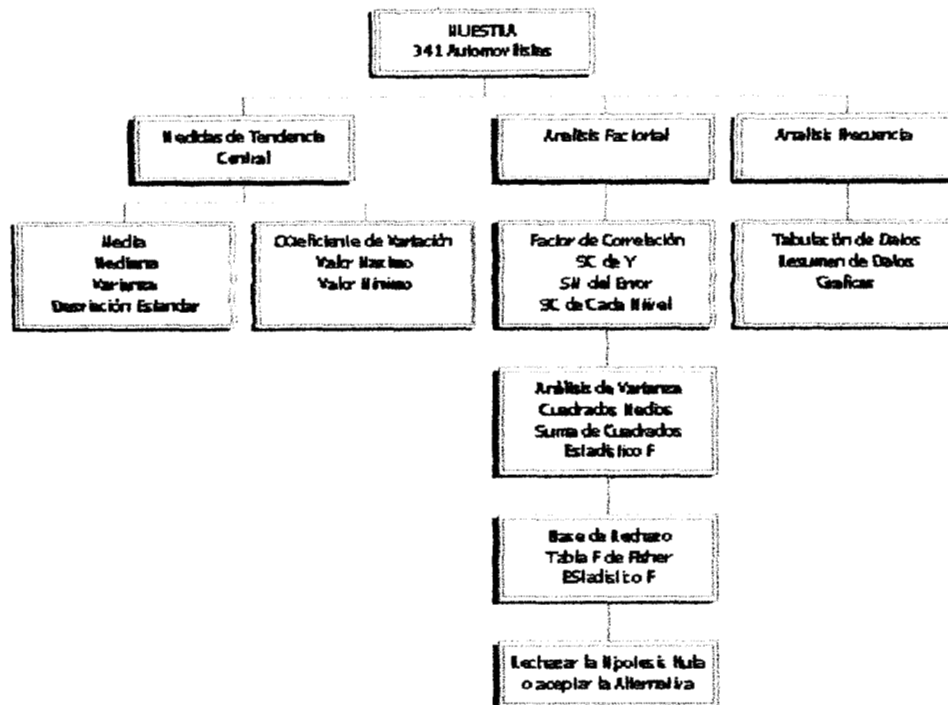 MUESTRA
341 Automovilistas
Medidas de Tendencia
Central
Analisis Factorial
Analisis Frecuencia
Media
Mediana
Varianza
Desviación Estandar
COeficiente de Variación
Valor Maximo
Valor Mínimo
Factor de Correlación
SC de Y
SM del Error
SC de Cada Nivel
Tabulación de Datos
Resumen de Datos
Graficas
Análisis de Varianza
Cuadrados Medios
Suma de Cuadrados
Estadistico F
Base de Rechazo
Tabla F de Fisher
EStadistico F
Rechazar la Hipotesis Nula
o aceptar la Alternativa